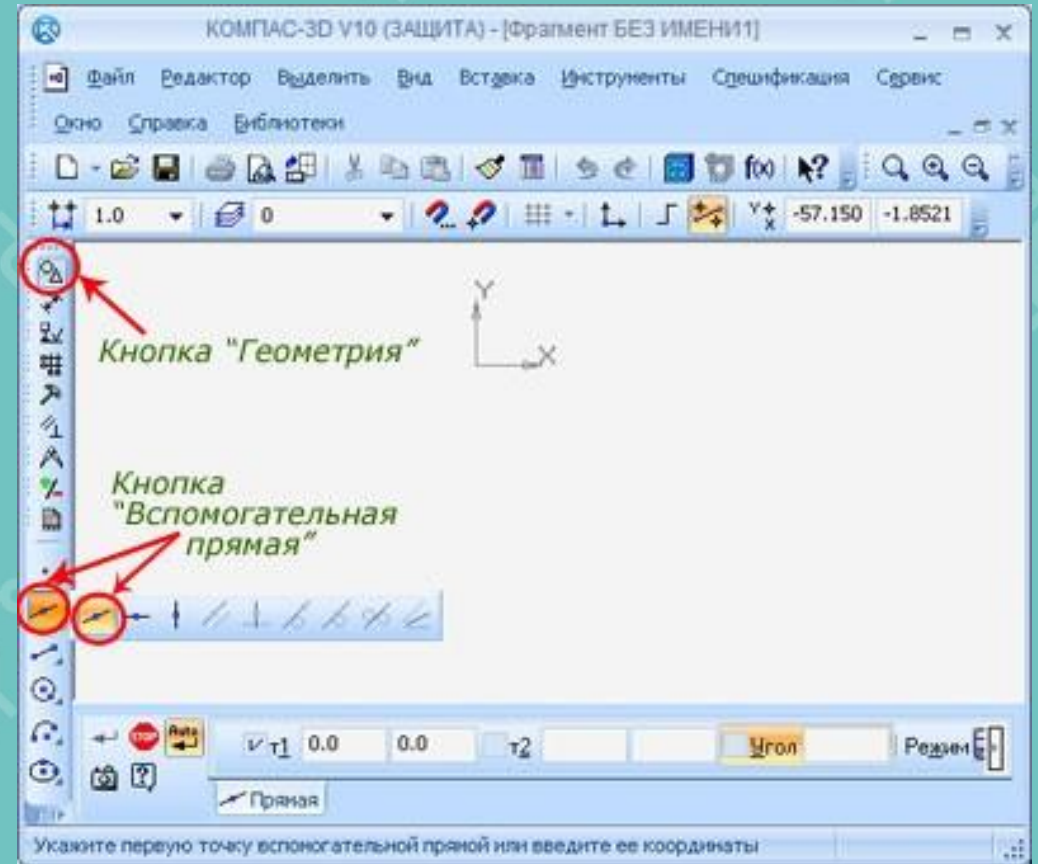 КОМПАС-3D V10 (ЗАЩИТА) - [Фрагмент БЕЗ ИМЕНИ1]
Файл Редактор Выделить Вид Вставка Инструменты Спецификация Сервис
Окно Справка Библиотеки
f(x)
1.0 0 -57.150 -1.8521
Y
Кнопка "Геометрия"
X
Кнопка
"Вспомогательная
прямая"
STOP Auto т1 0.0 0.0 т2 Угол Режим
Прямая
Укажите первую точку вспомогательной прямой или введите ее координаты